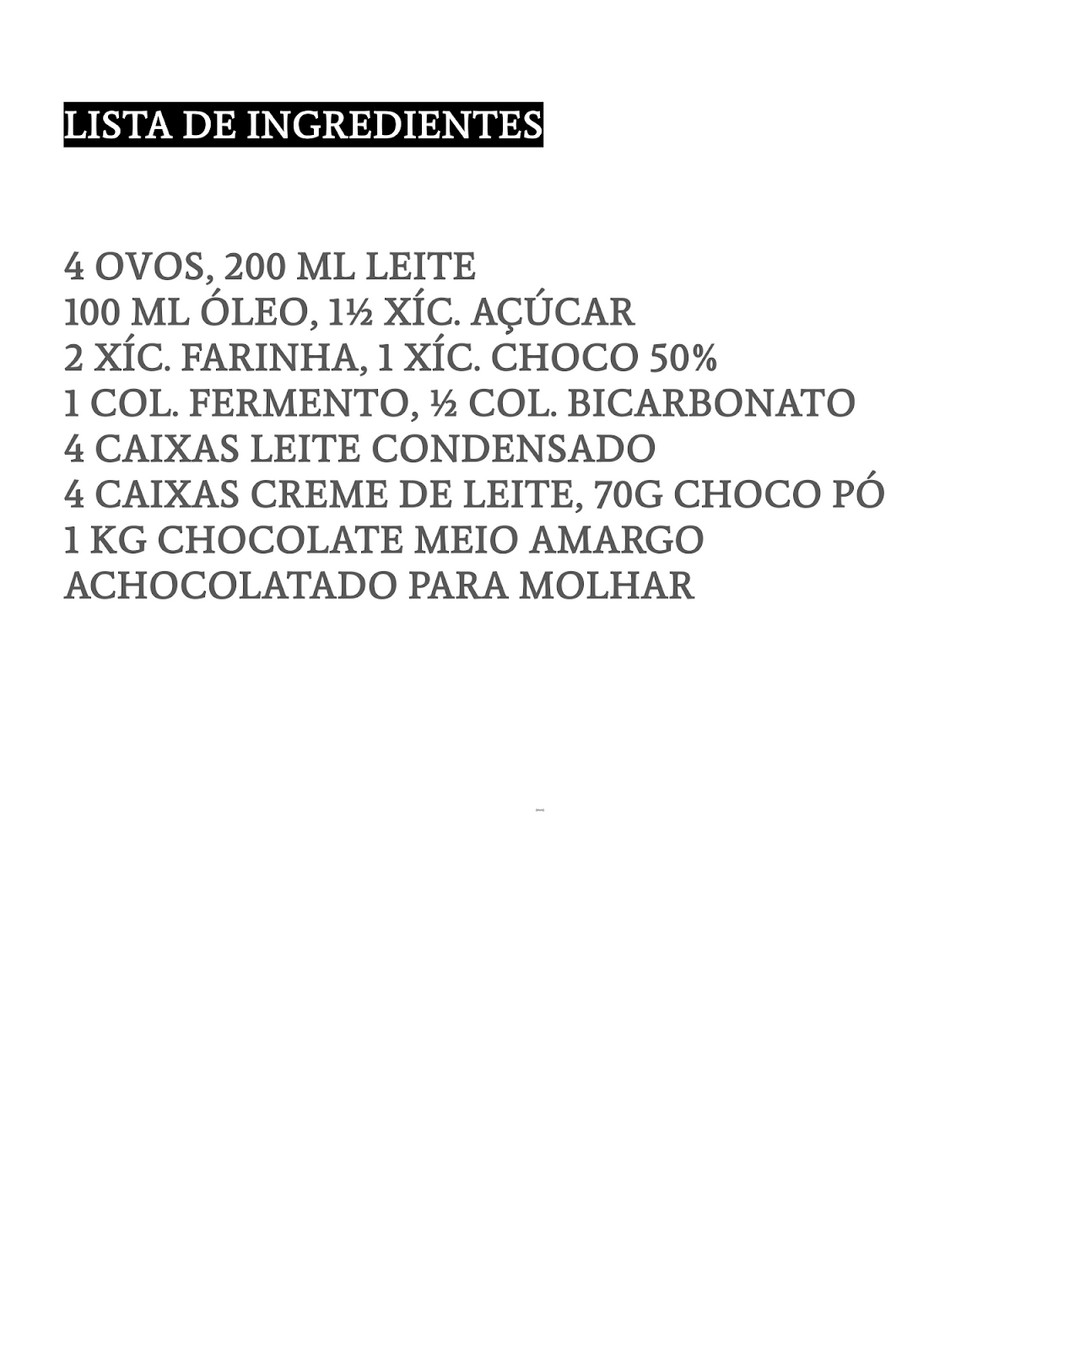 LISTA DE INGREDIENTES
4 OVOS, 200 ML LEITE
100 ML ÓLEO, 1½ XÍC. AÇÚCAR
2 XÍC. FARINHA, 1 XÍC. CHOCO 50%
1 COL. FERMENTO, ½ COL. BICARBONATO
4 CAIXAS LEITE CONDENSADO
4 CAIXAS CREME DE LEITE, 70G CHOCO PÓ
1 KG CHOCOLATE MEIO AMARGO
ACHOCOLATADO PARA MOLHAR